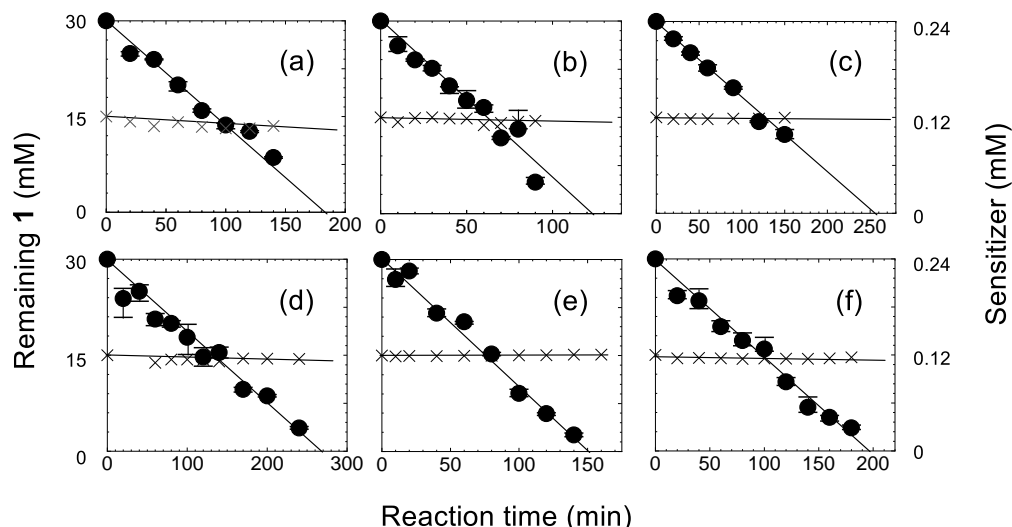 30 (a) (b) (c) 0.24
15 0.12
0 0
0 50 100 150 200 0 50 100 0 50 100 150 200 250
Remaining 1 (mM)
Sensitizer (mM)
30 (d) (e) (f) 0.24
15 0.12
0 0
0 100 200 300 0 50 100 150 0 50 100 150 200
Reaction time (min)